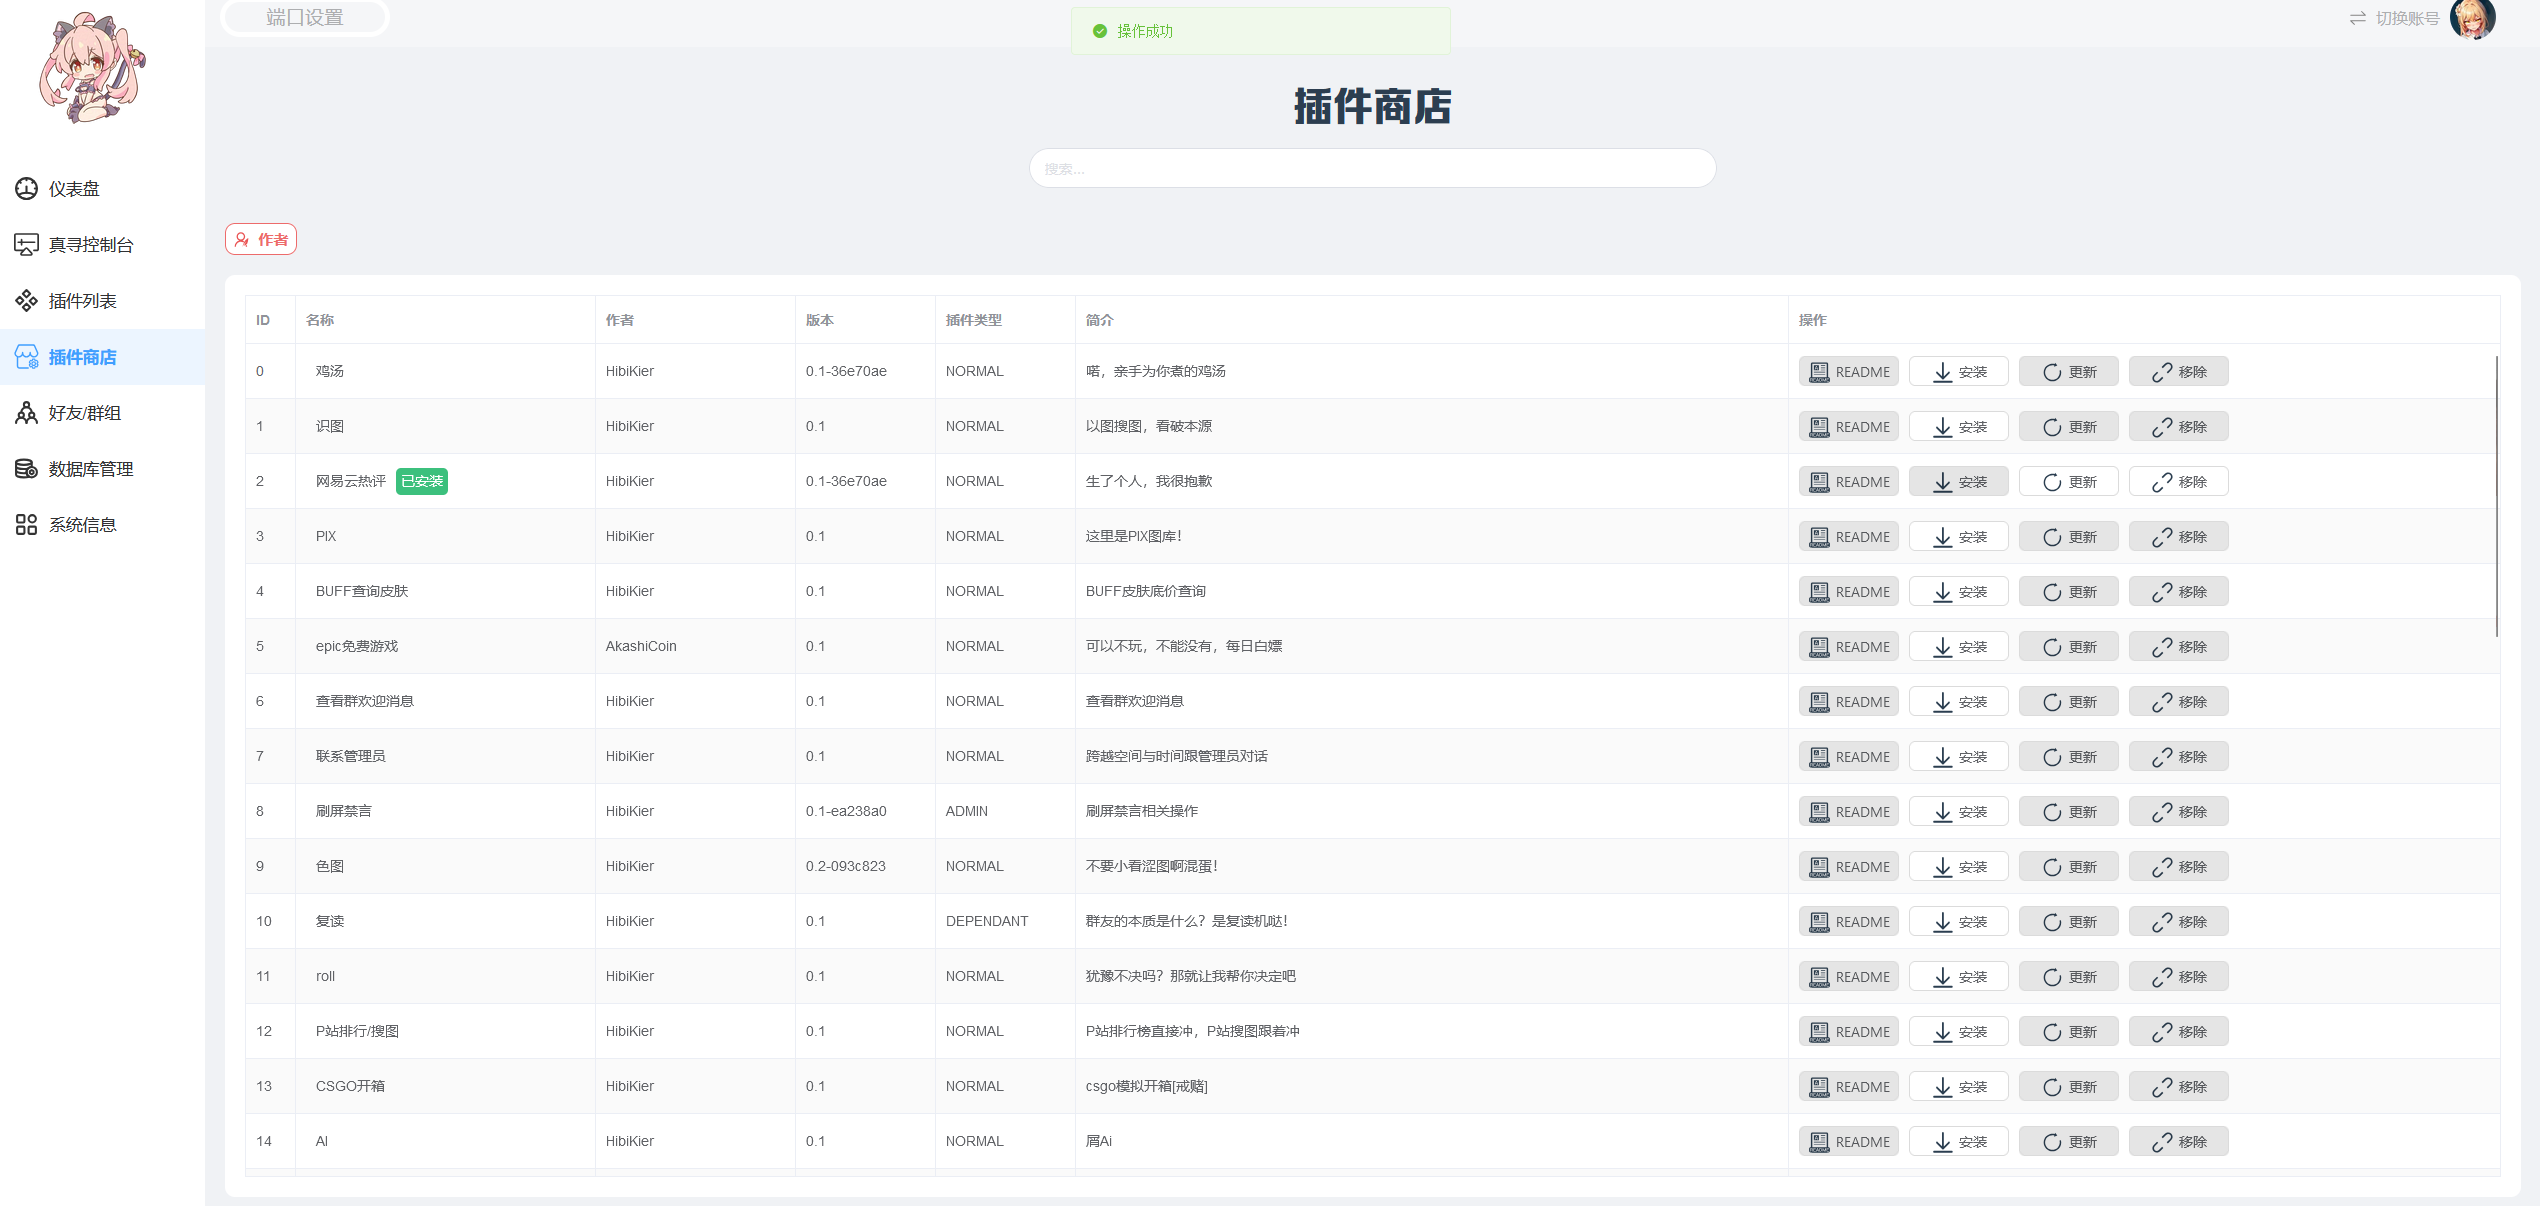 端口设置
操作成功
切换账号
插件商店
搜索...
仪表盘
真寻控制台
插件列表
插件商店
好友/群组
数据库管理
系统信息
作者
ID 名称 作者 版本 插件类型 简介 操作
0 鸡汤 HibiKier 0.1-36e70ae NORMAL 喏，亲手为你煮的鸡汤 README 安装 更新 移除
1 识图 HibiKier 0.1 NORMAL 以图搜图，看破本源 README 安装 更新 移除
2 网易云热评 已安装 HibiKier 0.1-36e70ae NORMAL 生了个人，我很抱歉 README 安装 更新 移除
3 PIX HibiKier 0.1 NORMAL 这里是PIX图库！ README 安装 更新 移除
4 BUFF查询皮肤 HibiKier 0.1 NORMAL BUFF皮肤底价查询 README 安装 更新 移除
5 epic免费游戏 AkashiCoin 0.1 NORMAL 可以不玩，不能没有，每日白嫖 README 安装 更新 移除
6 查看群欢迎消息 HibiKier 0.1 NORMAL 查看群欢迎消息 README 安装 更新 移除
7 联系管理员 HibiKier 0.1 NORMAL 跨越空间与时间跟管理员对话 README 安装 更新 移除
8 刷屏禁言 HibiKier 0.1-ea238a0 ADMIN 刷屏禁言相关操作 README 安装 更新 移除
9 色图 HibiKier 0.2-093c823 NORMAL 不要小看涩图啊混蛋！ README 安装 更新 移除
10 复读 HibiKier 0.1 DEPENDANT 群友的本质是什么？是复读机哒！ README 安装 更新 移除
11 roll HibiKier 0.1 NORMAL 犹豫不决吗？那就让我帮你决定吧 README 安装 更新 移除
12 P站排行/搜图 HibiKier 0.1 NORMAL P站排行榜直接冲，P站搜图跟着冲 README 安装 更新 移除
13 CSGO开箱 HibiKier 0.1 NORMAL csgo模拟开箱[戒赌] README 安装 更新 移除
14 AI HibiKier 0.1 NORMAL 屑Ai README 安装 更新 移除